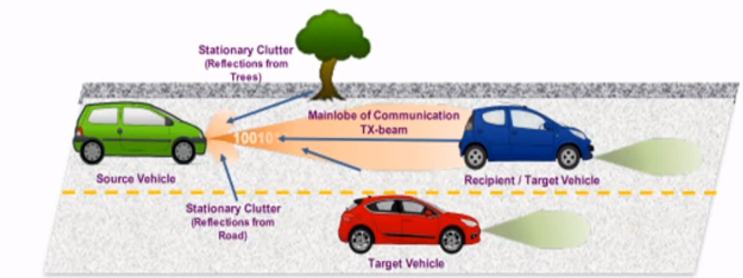 Stationary Clutter
(Reflections from
Trees)
Mainlobe of Communication
TX-beam
10010
Source Vehicle
Recipient / Target Vehicle
Stationary Clutter
(Reflections from
Road)
Target Vehicle